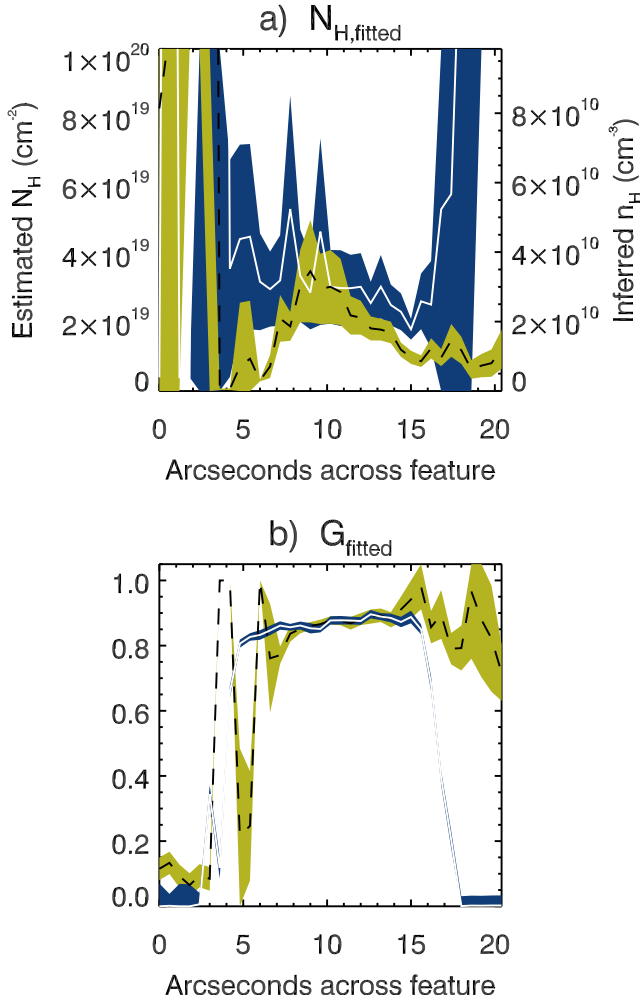 a) N_H,fitted
1×10^20
8×10^19
6×10^19
4×10^19
2×10^19
0
Estimated N_H (cm^-2)
8×10^10
6×10^10
4×10^10
2×10^10
0
Inferred n_H (cm^-3)
0 5 10 15 20
Arcseconds across feature
b) G_fitted
1.0
0.8
0.6
0.4
0.2
0.0
0 5 10 15 20
Arcseconds across feature